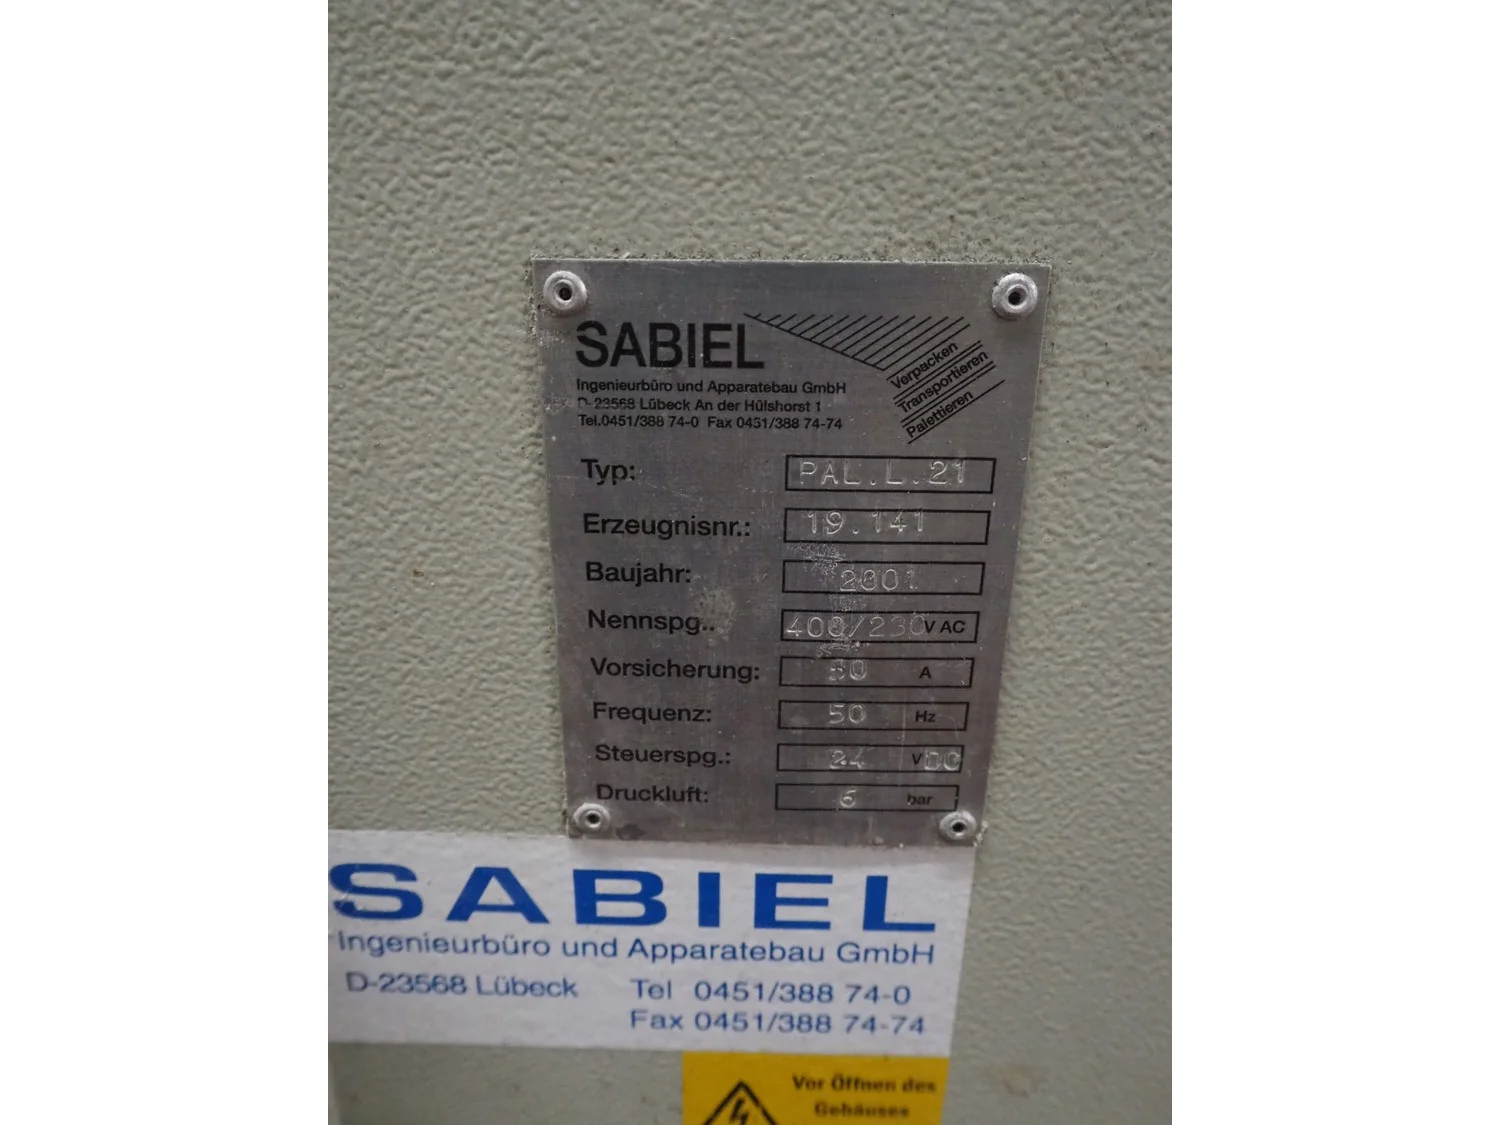 SABIEL
Verpacken
Transportieren
Palettieren
Ingenieurbüro und Apparatebau GmbH
D-23568 Lübeck An der Hülshorst 1
Tel.0451/388 74-0 Fax 0451/388 74-74
Typ: PAL.L.21
Erzeugnisnr.: 19.141
Baujahr: 2001
Nennspg.: 400/230 V AC
Vorsicherung: A
Frequenz: 50 Hz
Steuerspg.: 24 V DC
Druckluft: 6 bar
SABIEL
Ingenieurbüro und Apparatebau GmbH
D-23568 Lübeck Tel 0451/388 74-0
Fax 0451/388 74-74
Vor Öffnen des
Gehäuses